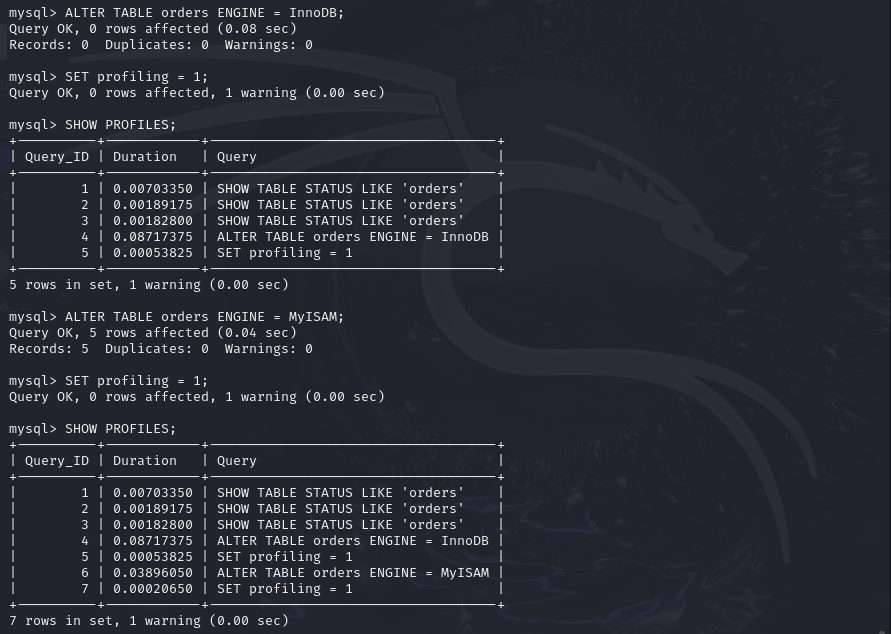 mysql> ALTER TABLE orders ENGINE = InnoDB;
Query OK, 0 rows affected (0.08 sec)
Records: 0  Duplicates: 0  Warnings: 0

mysql> SET profiling = 1;
Query OK, 0 rows affected, 1 warning (0.00 sec)

mysql> SHOW PROFILES;
+----------+------------+-----------------------------------+
| Query_ID | Duration   | Query                             |
+----------+------------+-----------------------------------+
|        1 | 0.00703350 | SHOW TABLE STATUS LIKE 'orders'    |
|        2 | 0.00189175 | SHOW TABLE STATUS LIKE 'orders'    |
|        3 | 0.00182800 | SHOW TABLE STATUS LIKE 'orders'    |
|        4 | 0.08717375 | ALTER TABLE orders ENGINE = InnoDB |
|        5 | 0.00053825 | SET profiling = 1                  |
+----------+------------+-----------------------------------+
5 rows in set, 1 warning (0.00 sec)

mysql> ALTER TABLE orders ENGINE = MyISAM;
Query OK, 5 rows affected (0.04 sec)
Records: 5  Duplicates: 0  Warnings: 0

mysql> SET profiling = 1;
Query OK, 0 rows affected, 1 warning (0.00 sec)

mysql> SHOW PROFILES;
+----------+------------+-----------------------------------+
| Query_ID | Duration   | Query                             |
+----------+------------+-----------------------------------+
|        1 | 0.00703350 | SHOW TABLE STATUS LIKE 'orders'    |
|        2 | 0.00189175 | SHOW TABLE STATUS LIKE 'orders'    |
|        3 | 0.00182800 | SHOW TABLE STATUS LIKE 'orders'    |
|        4 | 0.08717375 | ALTER TABLE orders ENGINE = InnoDB |
|        5 | 0.00053825 | SET profiling = 1                  |
|        6 | 0.03896050 | ALTER TABLE orders ENGINE = MyISAM |
|        7 | 0.00020650 | SET profiling = 1                  |
+----------+------------+-----------------------------------+
7 rows in set, 1 warning (0.00 sec)